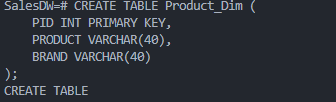 SalesDW=# CREATE TABLE Product_Dim (
    PID INT PRIMARY KEY,
    PRODUCT VARCHAR(40),
    BRAND VARCHAR(40)
);
CREATE TABLE